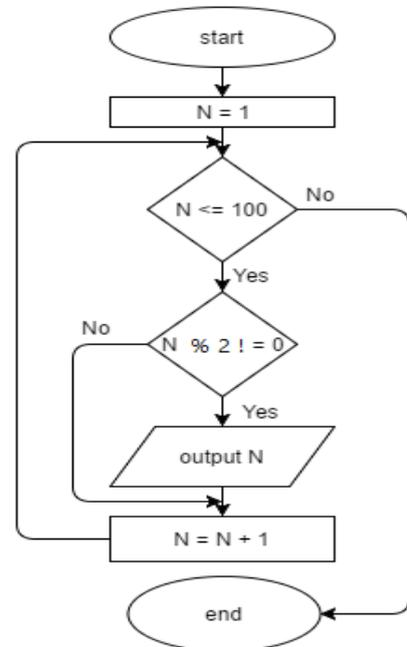 start
N = 1
N <= 100
No
Yes
No
N % 2 ! = 0
Yes
output N
N = N + 1
end